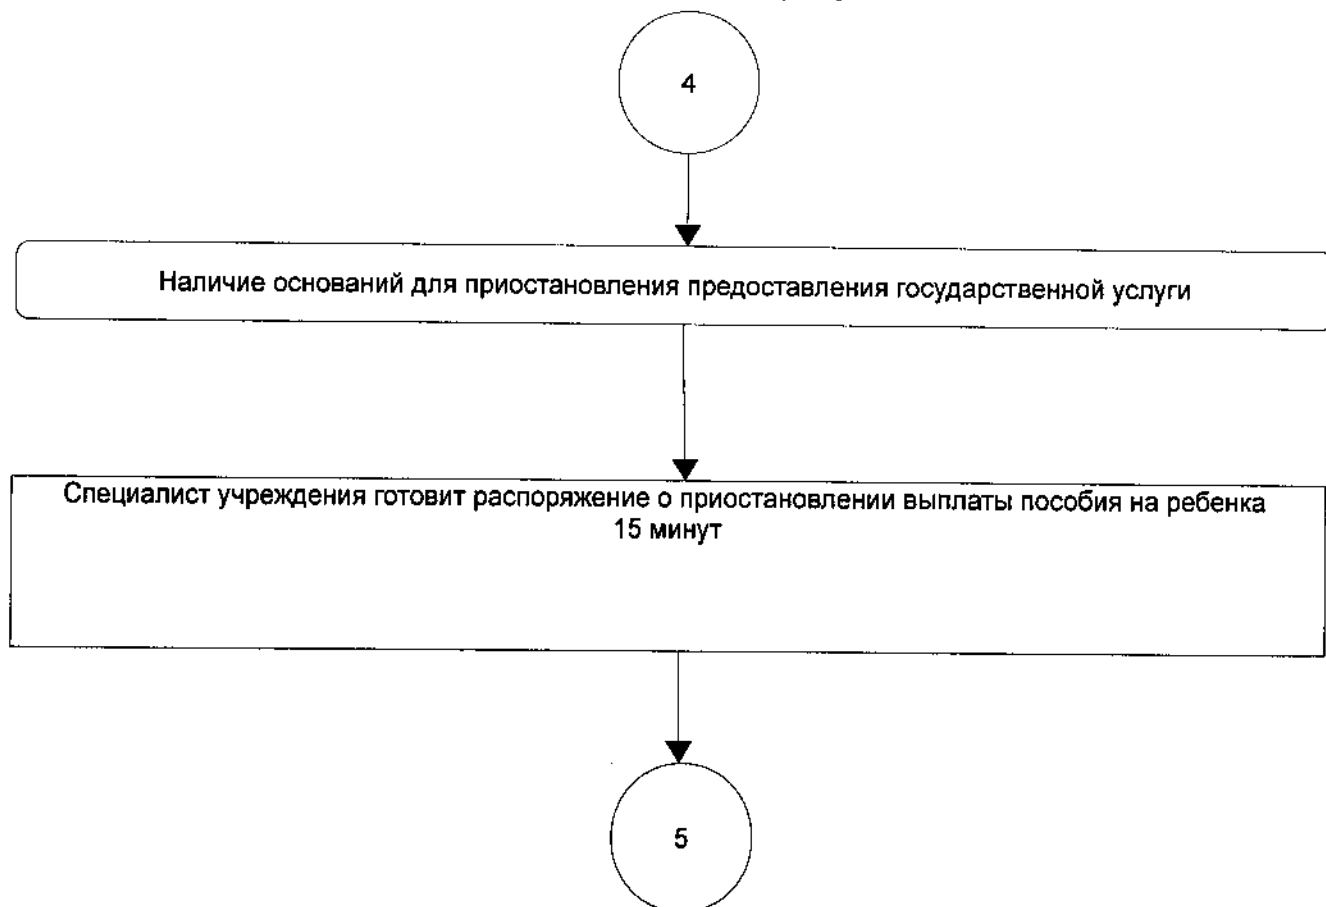 4
Наличие оснований для приостановления предоставления государственной услуги
Специалист учреждения готовит распоряжение о приостановлении выплаты пособия на ребенка
15 минут
5